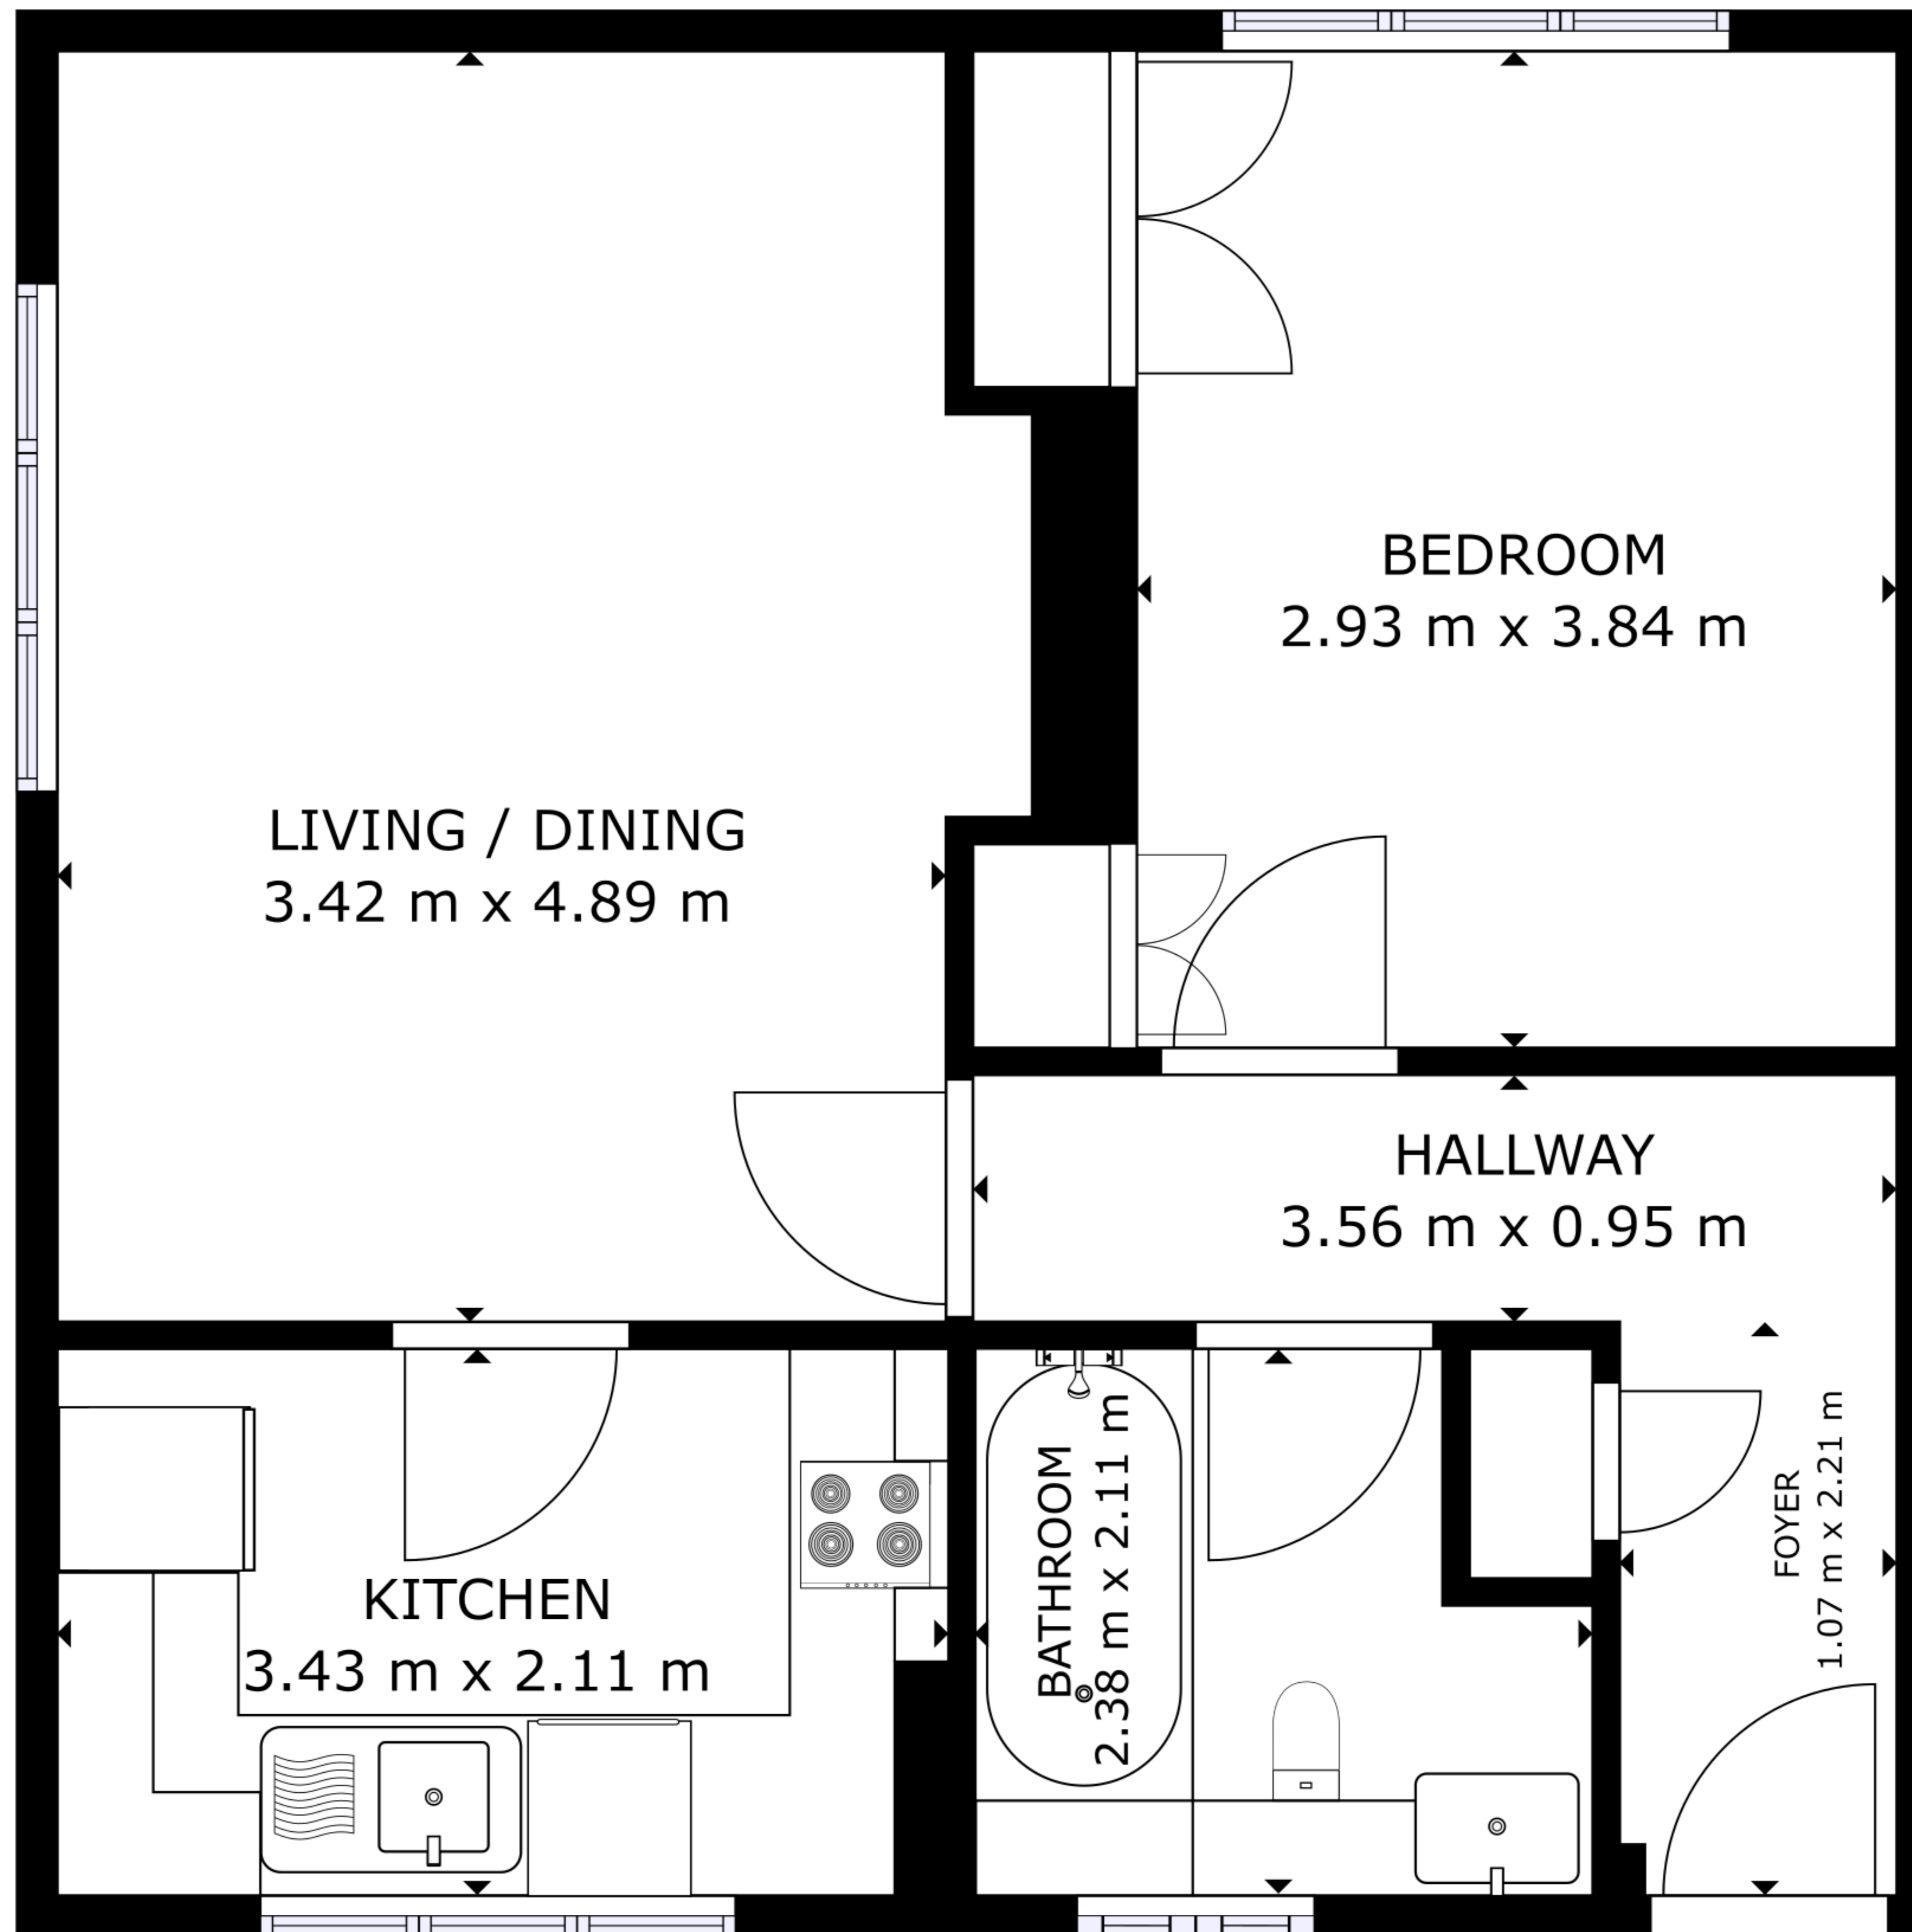 BEDROOM
2.93 m x 3.84 m
LIVING / DINING
3.42 m x 4.89 m
HALLWAY
3.56 m x 0.95 m
KITCHEN
3.43 m x 2.11 m
BATHROOM
2.38 m x 2.11 m
FOYER
1.07 m x 2.21 m